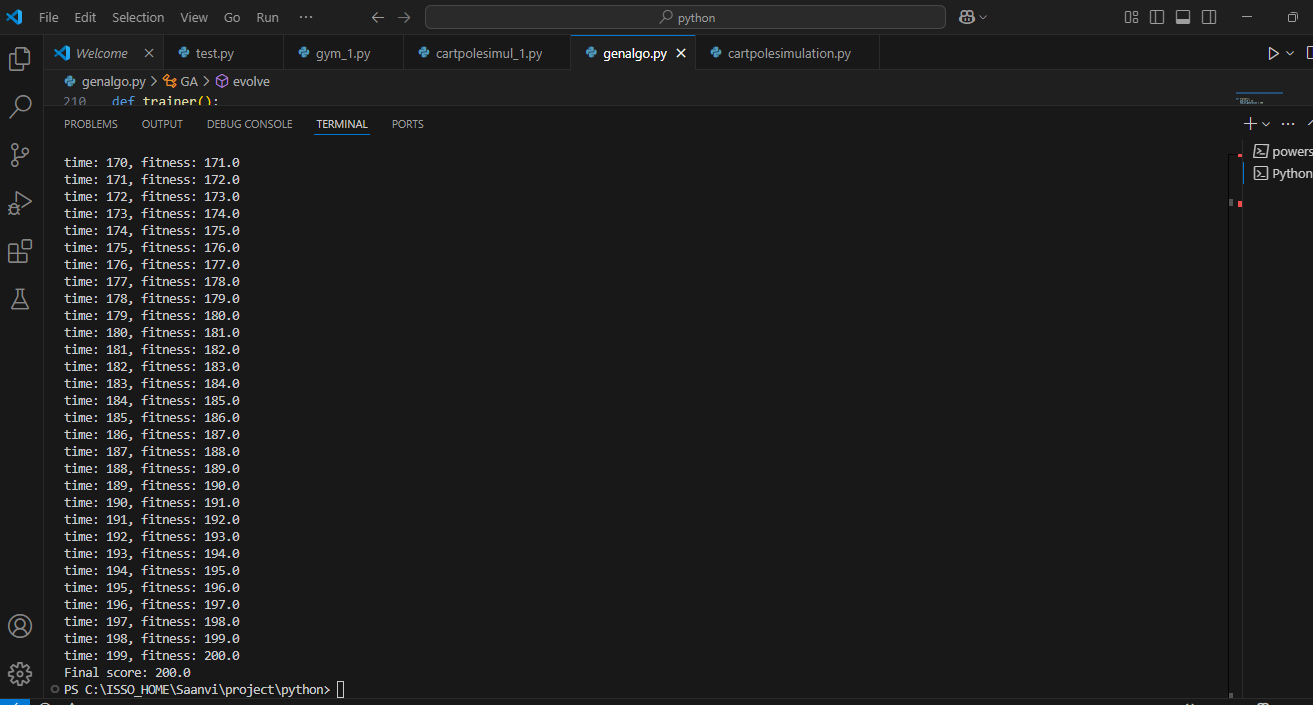 File Edit Selection View Go Run ··· python
Welcome test.py gym_1.py cartpolesimul_1.py genalgo.py cartpolesimulation.py
genalgo.py > GA > evolve
210 def trainer():
PROBLEMS OUTPUT DEBUG CONSOLE TERMINAL PORTS
powers
Python
time: 170, fitness: 171.0
time: 171, fitness: 172.0
time: 172, fitness: 173.0
time: 173, fitness: 174.0
time: 174, fitness: 175.0
time: 175, fitness: 176.0
time: 176, fitness: 177.0
time: 177, fitness: 178.0
time: 178, fitness: 179.0
time: 179, fitness: 180.0
time: 180, fitness: 181.0
time: 181, fitness: 182.0
time: 182, fitness: 183.0
time: 183, fitness: 184.0
time: 184, fitness: 185.0
time: 185, fitness: 186.0
time: 186, fitness: 187.0
time: 187, fitness: 188.0
time: 188, fitness: 189.0
time: 189, fitness: 190.0
time: 190, fitness: 191.0
time: 191, fitness: 192.0
time: 192, fitness: 193.0
time: 193, fitness: 194.0
time: 194, fitness: 195.0
time: 195, fitness: 196.0
time: 196, fitness: 197.0
time: 197, fitness: 198.0
time: 198, fitness: 199.0
time: 199, fitness: 200.0
Final score: 200.0
PS C:\ISSO_HOME\Saanvi\project\python>